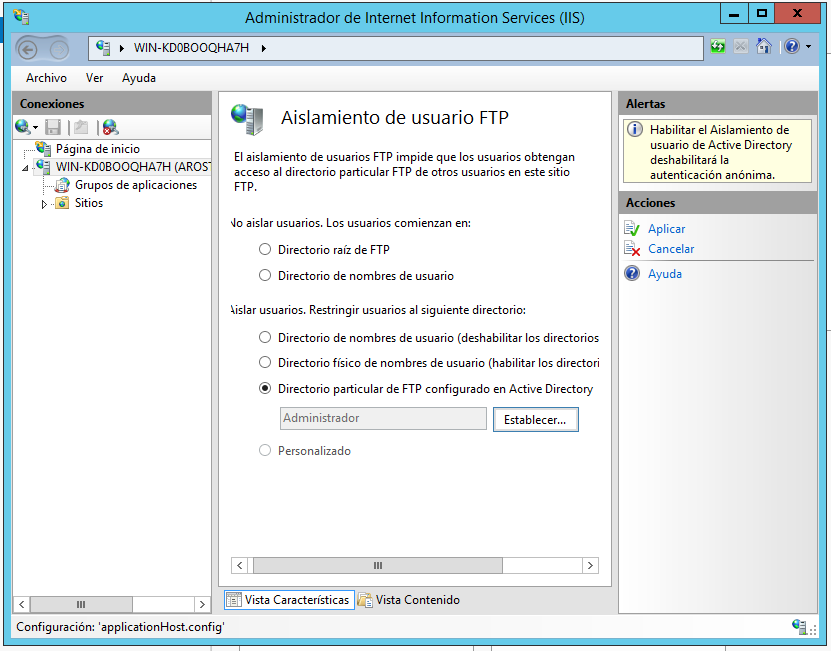 Administrador de Internet Information Services (IIS)
WIN-KD0BOOQHA7H
Archivo Ver Ayuda
Conexiones
Página de inicio
WIN-KD0BOOQHA7H (AROST
Grupos de aplicaciones
Sitios
Aislamiento de usuario FTP
El aislamiento de usuarios FTP impide que los usuarios obtengan
acceso al directorio particular FTP de otros usuarios en este sitio
FTP.
No aislar usuarios. Los usuarios comienzan en:
Directorio raíz de FTP
Directorio de nombres de usuario
Aislar usuarios. Restringir usuarios al siguiente directorio:
Directorio de nombres de usuario (deshabilitar los directorios
Directorio físico de nombres de usuario (habilitar los directori
Directorio particular de FTP configurado en Active Directory
Administrador
Establecer...
Personalizado
Vista Características
Vista Contenido
Alertas
Habilitar el Aislamiento de
usuario de Active Directory
deshabilitará la
autenticación anónima.
Acciones
Aplicar
Cancelar
Ayuda
Configuración: 'applicationHost.config'